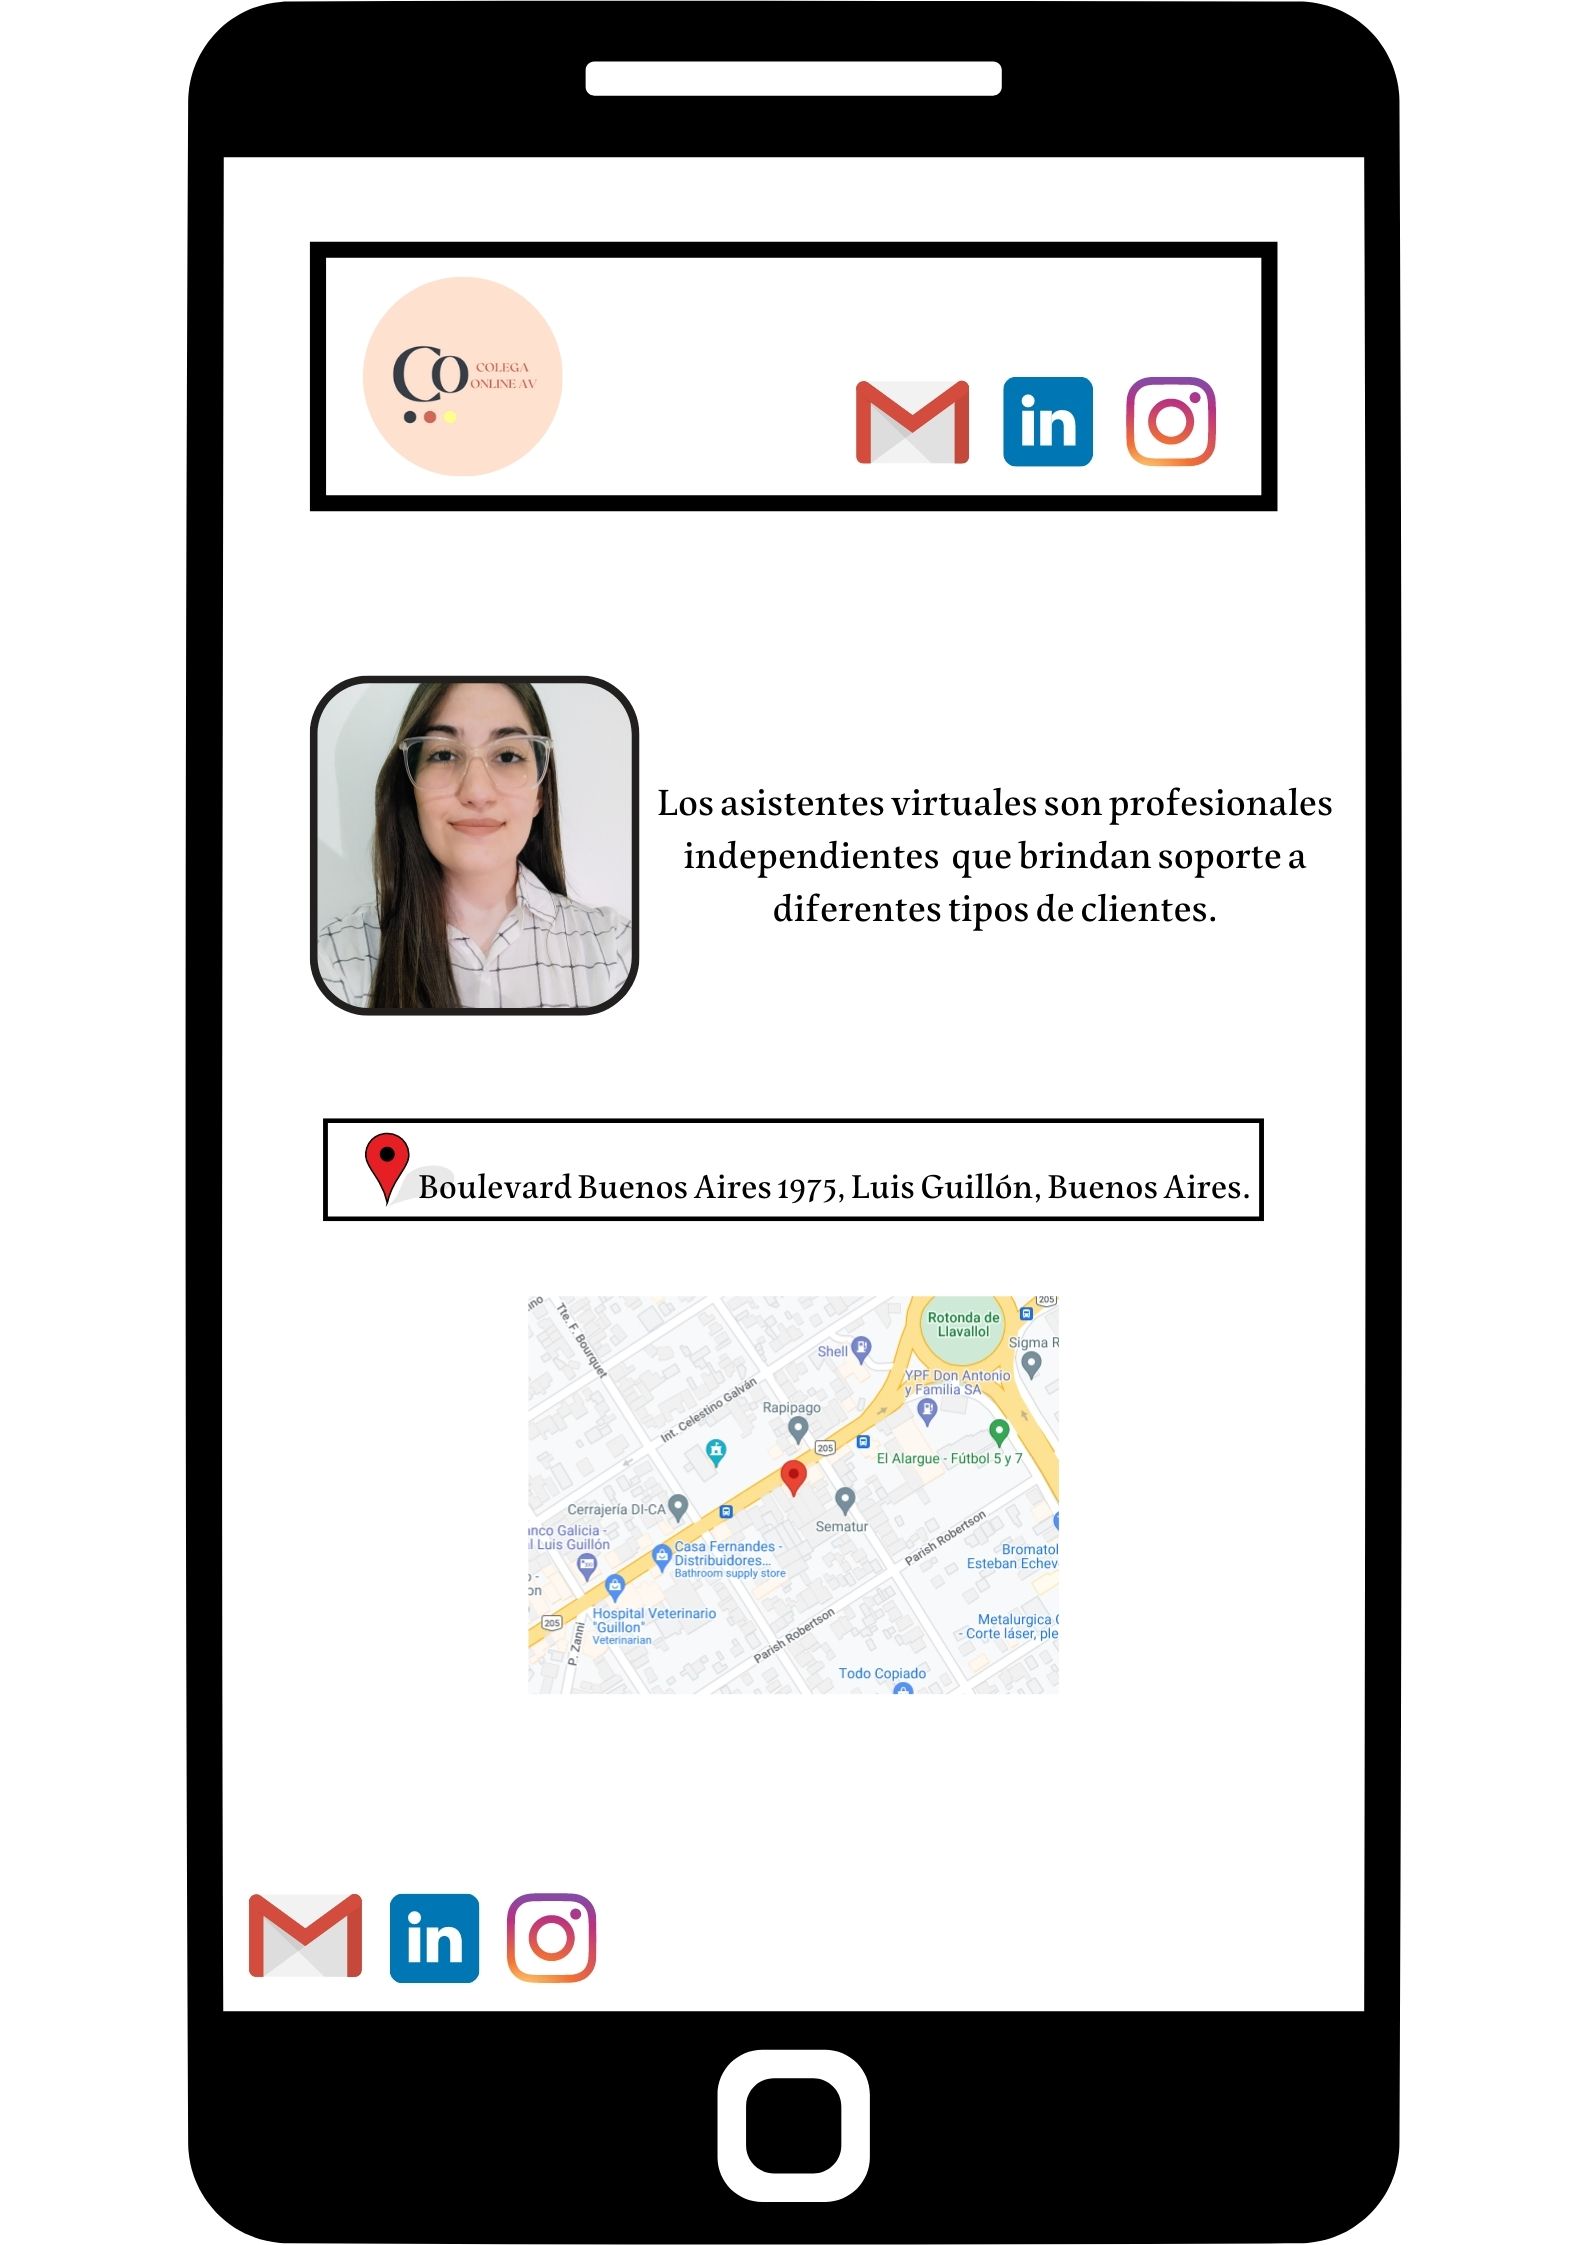 Co
COLEGA
ONLINE AV
in
Los asistentes virtuales son profesionales
independientes que brindan soporte a
diferentes tipos de clientes.
Boulevard Buenos Aires 1975, Luis Guillón, Buenos Aires.
205
Rotonda de
Llavallol
Tte. F. Bourquet
Shell
Sigma R
YPF Don Antonio
y Familia SA
Int. Celestino Galván
Rapipago
205
El Alargue - Fútbol 5 y 7
Cerrajería DI-CA
Sematur
nco Galicia -
l Luis Guillón
Parish Robertson
Casa Fernandes -
Distribuidores...
Bathroom supply store
Bromatol
Esteban Echev
on
Hospital Veterinario
"Guillon"
Veterinarian
205
P. Zanni
Parish Robertson
Metalurgica
- Corte láser, ple
Todo Copiado
in